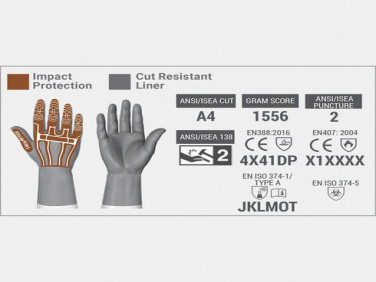 Impact
Protection
Cut Resistant
Liner
ANSI/ISEA CUT
A4
GRAM SCORE
1556
ANSI/ISEA
PUNCTURE
2
ANSI/ISEA 138
2
EN388:2016
4X41DP
EN407: 2004
X1XXXX
EN ISO 374-1/
TYPE A
JKLMOT
EN ISO 374-5